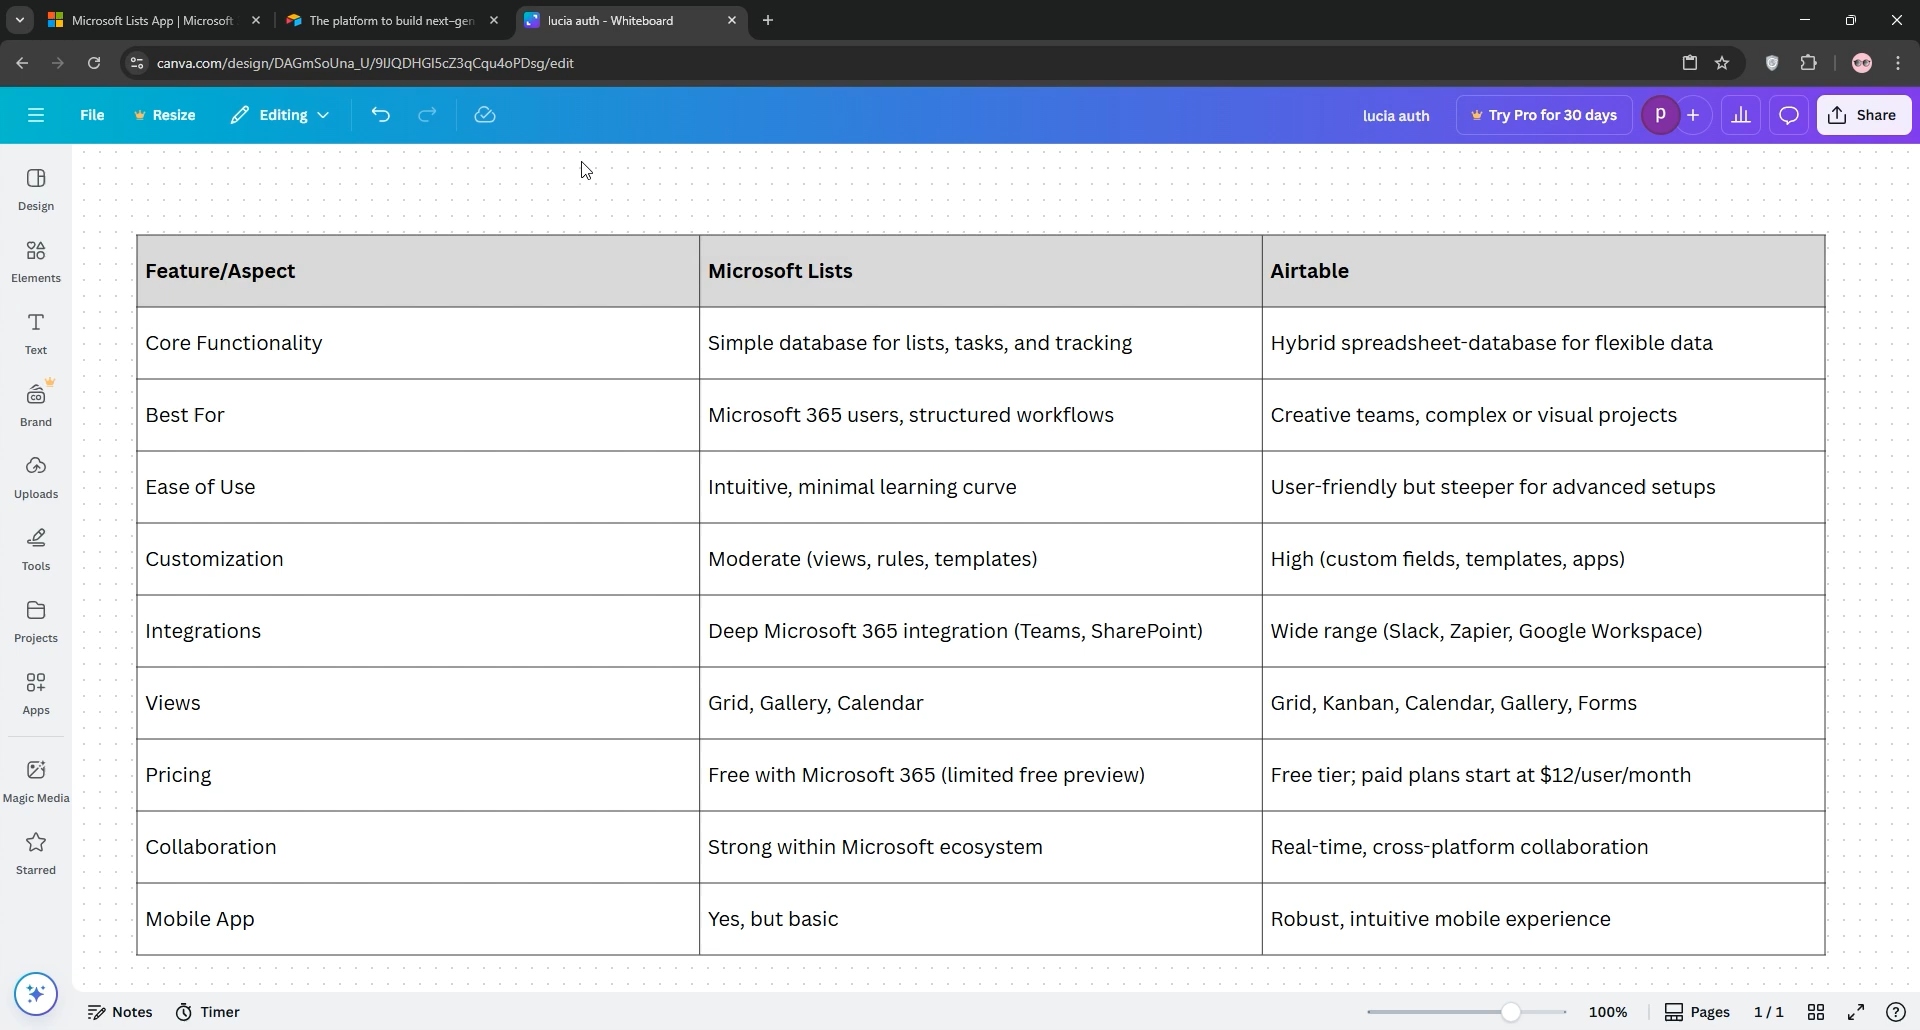 Microsoft Lists App | Microsoft
The platform to build next-gen
lucia auth - Whiteboard
canva.com/design/DAGmSoUna_U/9IJQDHGI5cZ3qCqu4oPDsg/edit
File
Resize
Editing
lucia auth
Try Pro for 30 days
P
Share
Design
Elements
Text
Brand
Uploads
Tools
Projects
Apps
Magic Media
Starred
Feature/Aspect Microsoft Lists Airtable
Core Functionality Simple database for lists, tasks, and tracking Hybrid spreadsheet-database for flexible data
Best For Microsoft 365 users, structured workflows Creative teams, complex or visual projects
Ease of Use Intuitive, minimal learning curve User-friendly but steeper for advanced setups
Customization Moderate (views, rules, templates) High (custom fields, templates, apps)
Integrations Deep Microsoft 365 integration (Teams, SharePoint) Wide range (Slack, Zapier, Google Workspace)
Views Grid, Gallery, Calendar Grid, Kanban, Calendar, Gallery, Forms
Pricing Free with Microsoft 365 (limited free preview) Free tier; paid plans start at $12/user/month
Collaboration Strong within Microsoft ecosystem Real-time, cross-platform collaboration
Mobile App Yes, but basic Robust, intuitive mobile experience
Notes
Timer
100%
Pages
1 / 1